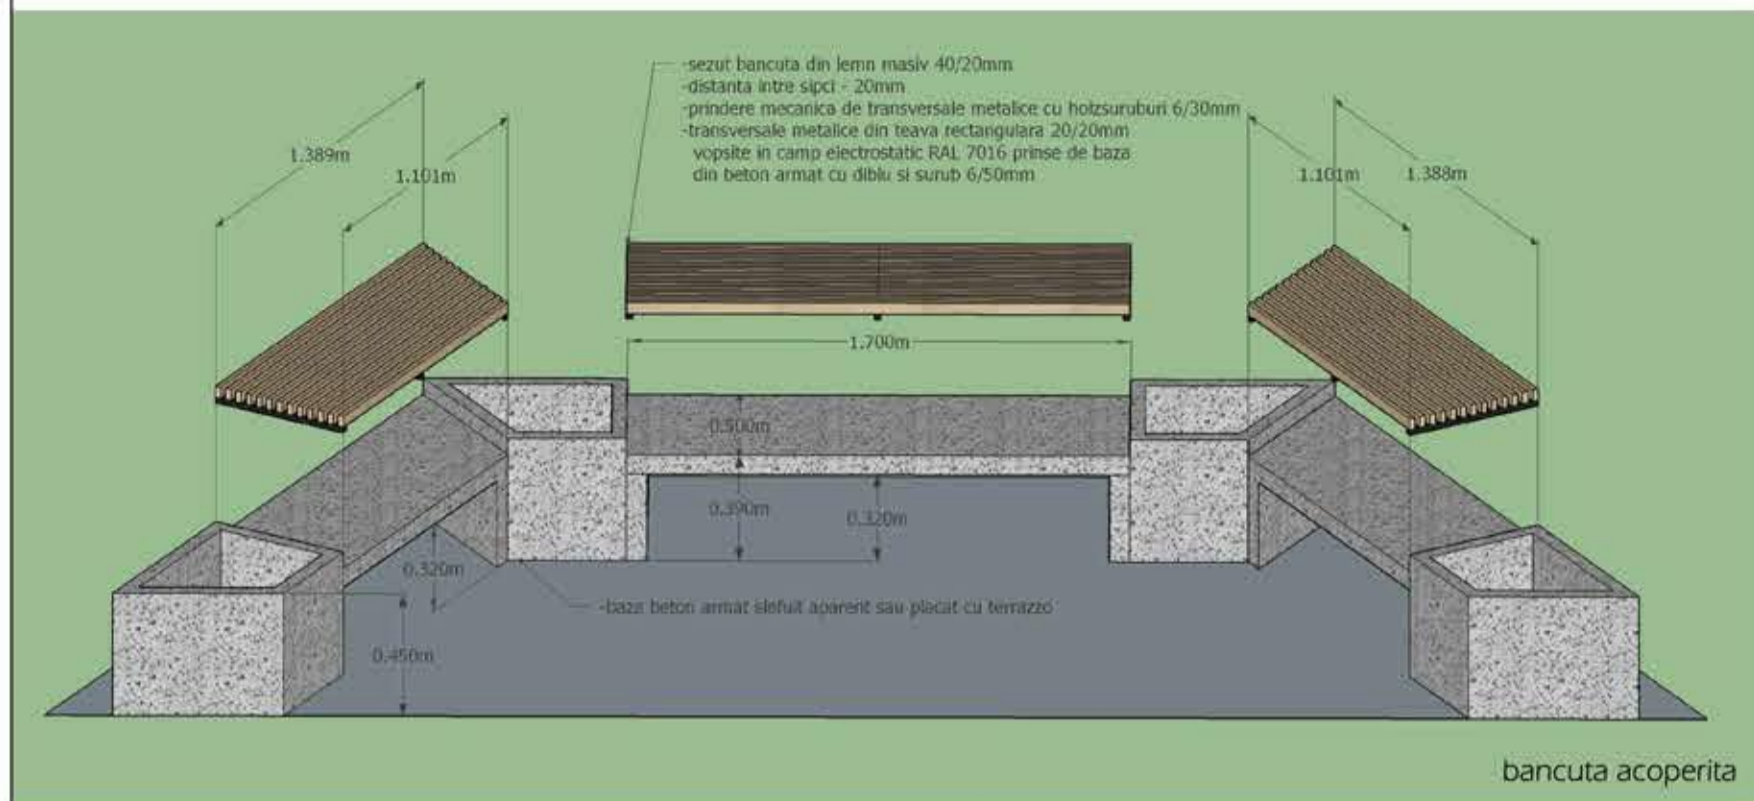 -sezut bancuta din lemn masiv 40/20mm
-distanta intre sipci - 20mm
-prindere mecanica de transversale metalice cu holzsuruburi 6/30mm
-transversale metalice din teava rectangulara 20/20mm
vopsite in camp electrostatic RAL 7016 prinse de baza
din beton armat cu diblu si surub 6/50mm
1.389m
1.101m
1.101m
1.388m
1.700m
0.500m
0.390m
0.320m
0.320m
-baza beton armat slefuit aparent sau placat cu terrazzo
0.450m
bancuta acoperita